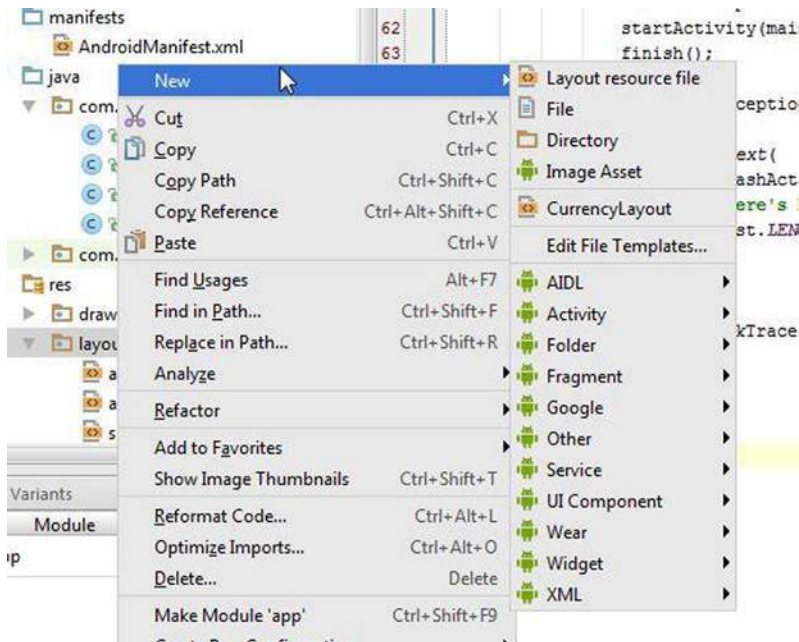 manifests
AndroidManifest.xml
java
com.
com.
res
draw
layou
a
a
s
Variants
Module
62
63
startActivity(mai
finish();
ceptio
ext(
ashAct
ere's
st.LEN
kTrace
New
Cut Ctrl+X
Copy Ctrl+C
Copy Path Ctrl+Shift+C
Copy Reference Ctrl+Alt+Shift+C
Paste Ctrl+V
Find Usages Alt+F7
Find in Path... Ctrl+Shift+F
Replace in Path... Ctrl+Shift+R
Analyze
Refactor
Add to Favorites
Show Image Thumbnails Ctrl+Shift+T
Reformat Code... Ctrl+Alt+L
Optimize Imports... Ctrl+Alt+O
Delete... Delete
Make Module 'app' Ctrl+Shift+F9
Layout resource file
File
Directory
Image Asset
CurrencyLayout
Edit File Templates...
AIDL
Activity
Folder
Fragment
Google
Other
Service
UI Component
Wear
Widget
XML